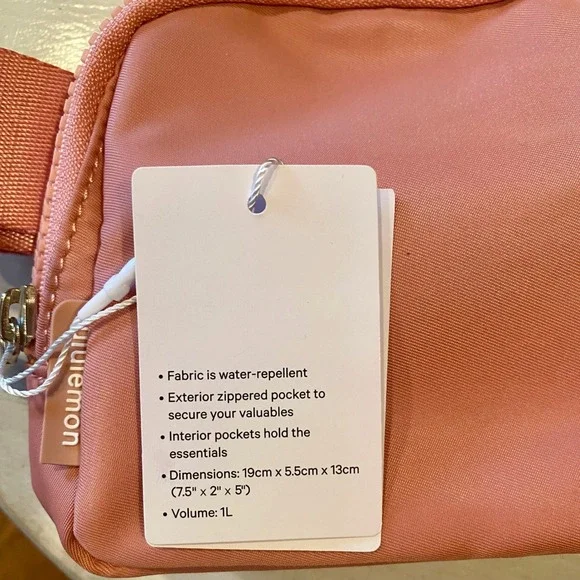 • Fabric is water-repellent
• Exterior zippered pocket to
secure your valuables
• Interior pockets hold the
essentials
• Dimensions: 19cm x 5.5cm x 13cm
(7.5" x 2" x 5")
• Volume: 1L
lululemon